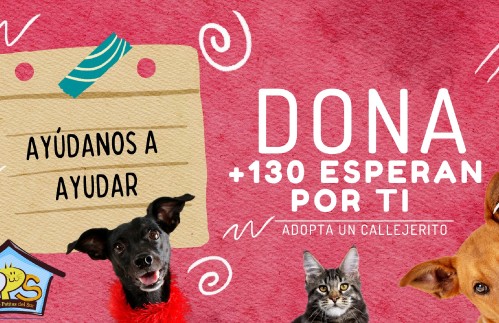 AYÚDANOS A
AYUDAR
DONA
+130 ESPERAN
POR TI
ADOPTA UN CALLEJERITO